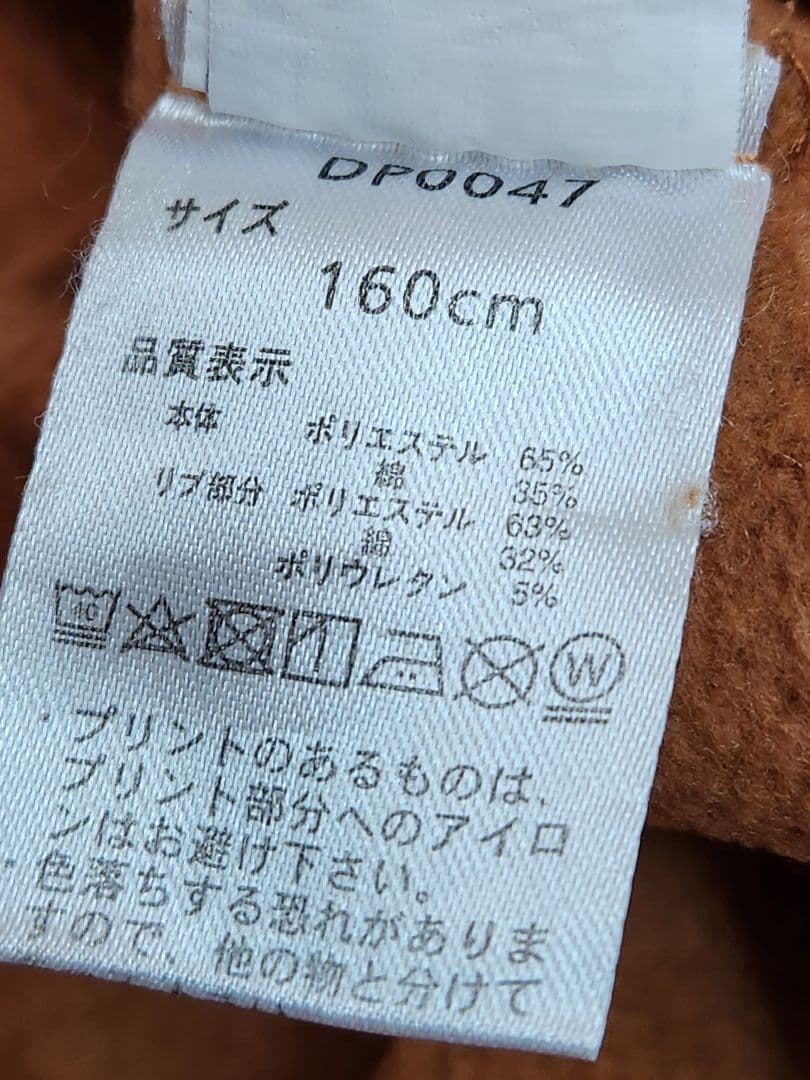 DP0047
サイズ
160cm
品質表示
本体 ポリエステル 65%
綿 35%
リブ部分 ポリエステル 63%
綿 32%
ポリウレタン 5%
40
W
・プリントのあるものは、
プリント部分へのアイロ
ンはお避け下さい。
・色落ちする恐れがありま
すので、他の物と分けて